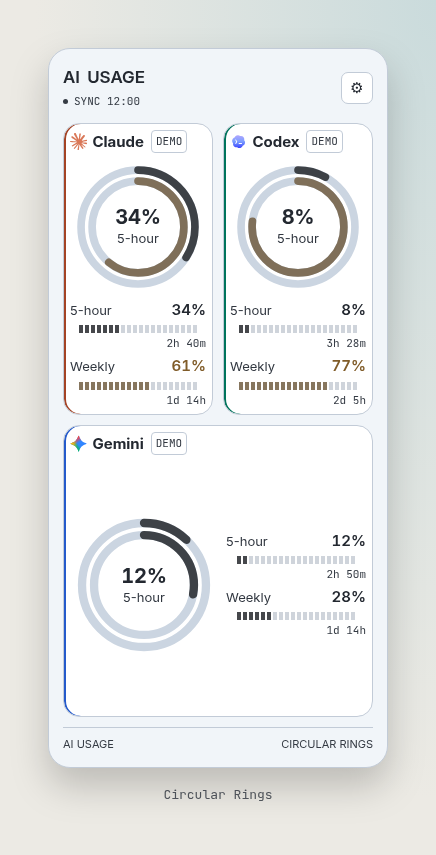 AI USAGE
SYNC 12:00
Claude DEMO
34%
5-hour
5-hour 34%
2h 40m
Weekly 61%
1d 14h
Codex DEMO
8%
5-hour
5-hour 8%
3h 28m
Weekly 77%
2d 5h
Gemini DEMO
12%
5-hour
5-hour 12%
2h 50m
Weekly 28%
1d 14h
AI USAGE CIRCULAR RINGS
Circular Rings